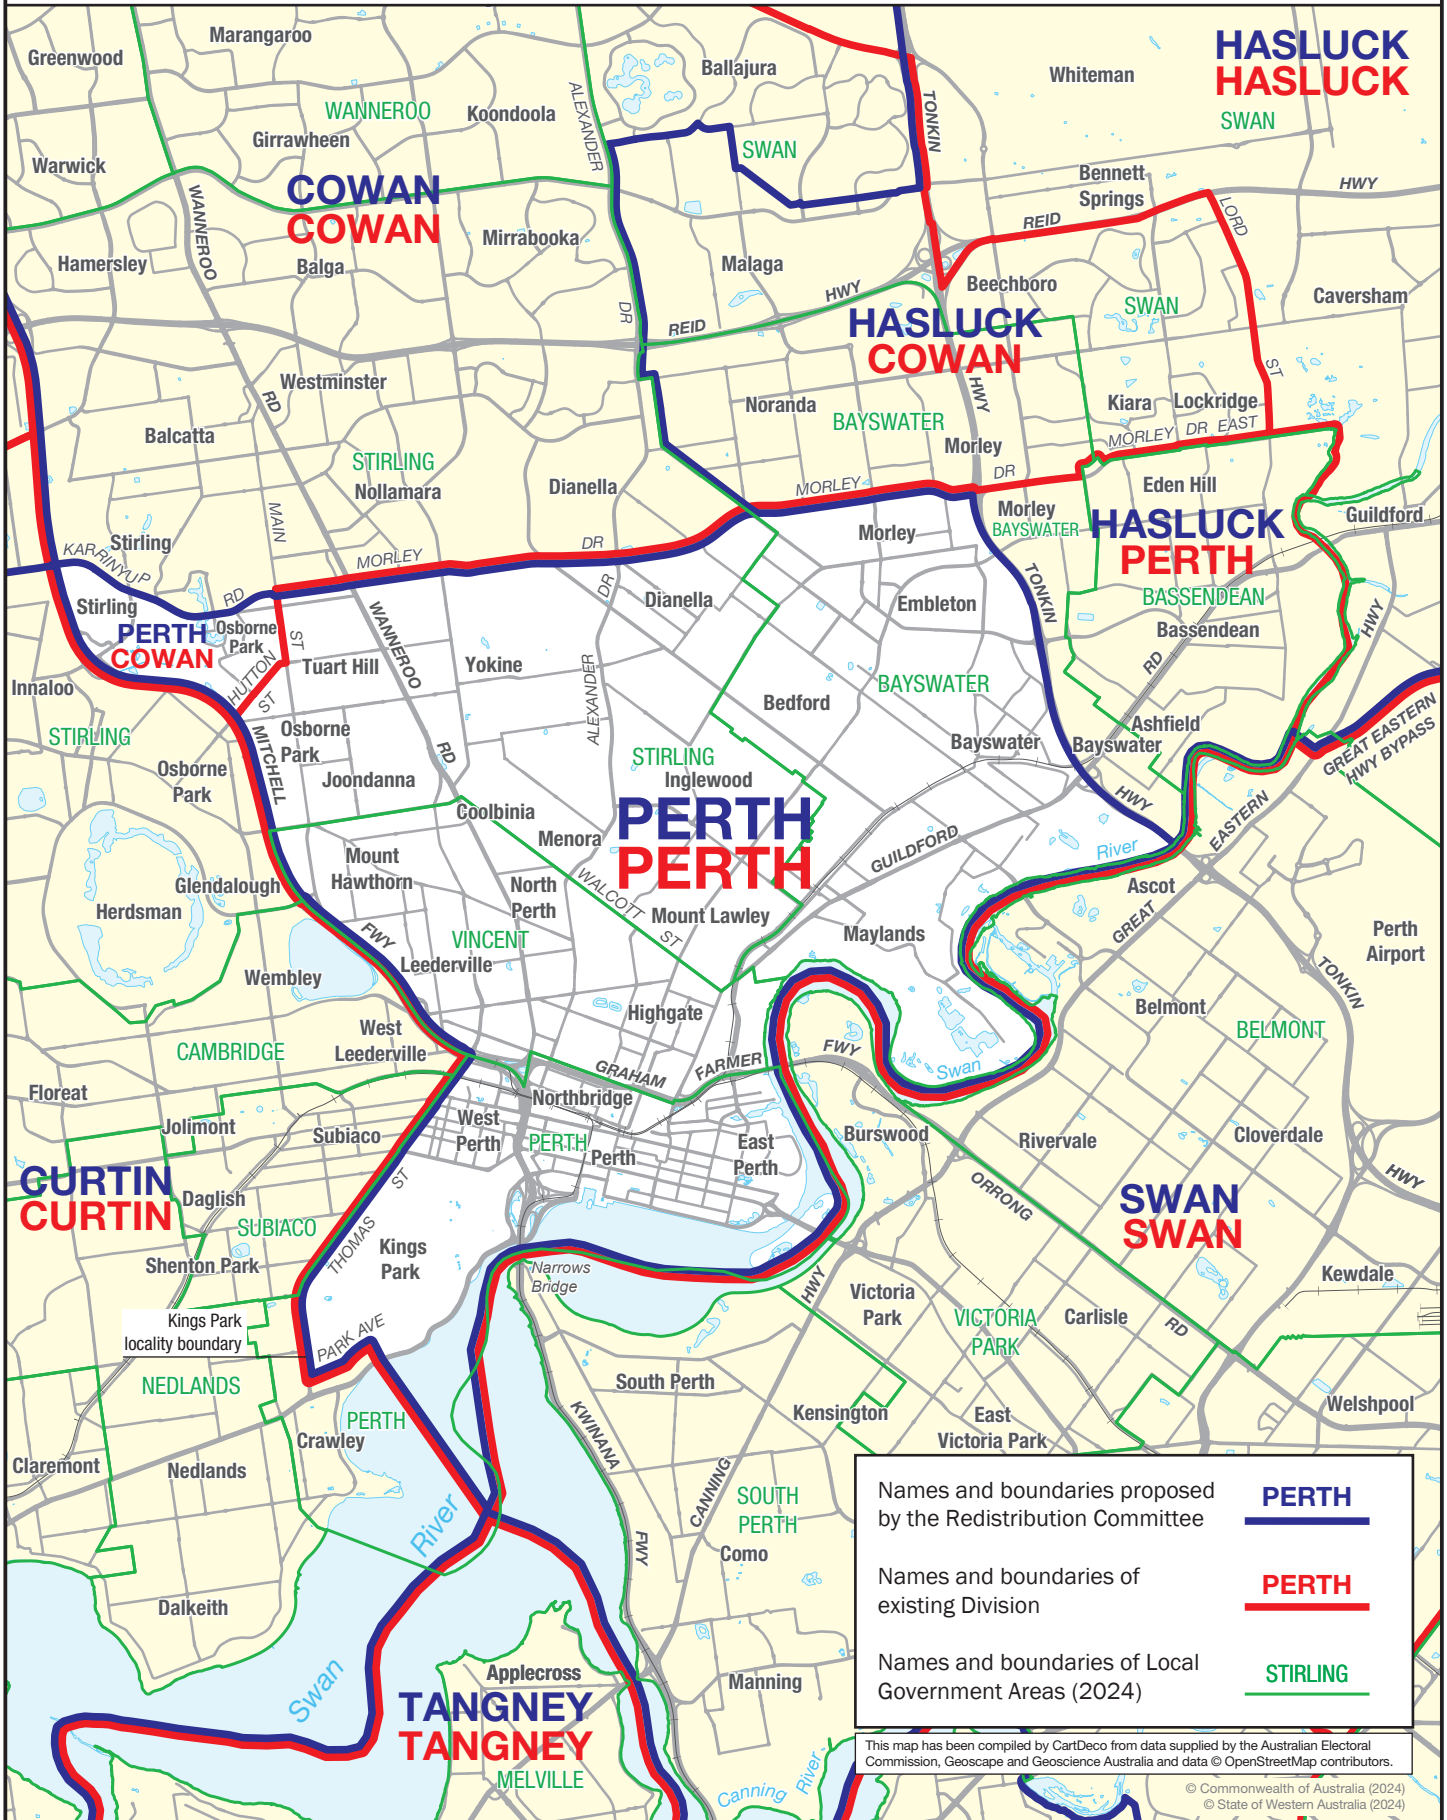 Marangaroo
Greenwood
WANNEROO
Koondoola
Girrawheen
Warwick
ALEXANDER
Ballajura
TONKIN
Whiteman
HASLUCK
HASLUCK
SWAN
SWAN
Bennett
Springs
HWY
COWAN
COWAN
WANNEROO
Mirrabooka
Hamersley
Balga
Malaga
REID
LORD
Beechboro
HWY
DR
REID
SWAN
Caversham
HASLUCK
COWAN
Westminster
RD
HWY
ST
Noranda
BAYSWATER
Kiara
Lockridge
Balcatta
Morley
MORLEY DR EAST
STIRLING
Nollamara
Dianella
MORLEY
DR
Eden Hill
MAIN
Stirling
Morley
Morley
BAYSWATER
HASLUCK
PERTH
Guildford
KARRINYUP
RD
MORLEY
DR
DR
TONKIN
BASSENDEAN
Stirling
PERTH
COWAN
Osborne
Park
ST
WANNEROO
Dianella
Embleton
Bassendean
HWY
Innaloo
HUTTON
ST
Tuart Hill
Yokine
ALEXANDER
BAYSWATER
RD
STIRLING
MITCHELL
Osborne
Park
Bedford
Ashfield
RD
STIRLING
Bayswater
Bayswater
GREAT EASTERN
HWY BYPASS
Osborne
Park
Joondanna
Inglewood
HWY
Coolbinia
Menora
PERTH
PERTH
EASTERN
GUILDFORD
River
Mount
Hawthorn
Glendalough
Herdsman
North
Perth
WALCOTT
ST
Mount Lawley
Ascot
GREAT
Maylands
Perth
Airport
VINCENT
FWY
Leederville
Wembley
TONKIN
Highgate
Belmont
BELMONT
West
Leederville
CAMBRIDGE
GRAHAM
FARMER
FWY
Swan
Floreat
Northbridge
Jolimont
Subiaco
West
Perth
PERTH
Perth
East
Perth
Burswood
Rivervale
Cloverdale
CURTIN
CURTIN
Daglish
ST
ORRONG
HWY
SWAN
SWAN
SUBIACO
THOMAS
Kings
Park
Shenton Park
Narrows
Bridge
HWY
Kewdale
Victoria
Park
VICTORIA
PARK
Carlisle
RD
Kings Park
locality boundary
PARK AVE
NEDLANDS
South Perth
Kensington
Welshpool
PERTH
KWINANA
East
Victoria Park
Crawley
Claremont
Nedlands
CANNING
SOUTH
PERTH
River
FWY
Como
Dalkeith
Swan
Applecross
Manning
TANGNEY
TANGNEY
MELVILLE
Canning
River
Names and boundaries proposed
by the Redistribution Committee
PERTH
Names and boundaries of
existing Division
PERTH
Names and boundaries of Local
Government Areas (2024)
STIRLING
This map has been compiled by CartDeco from data supplied by the Australian Electoral
Commission, Geoscape and Geoscience Australia and data © OpenStreetMap contributors.
© Commonwealth of Australia (2024)
© State of Western Australia (2024)